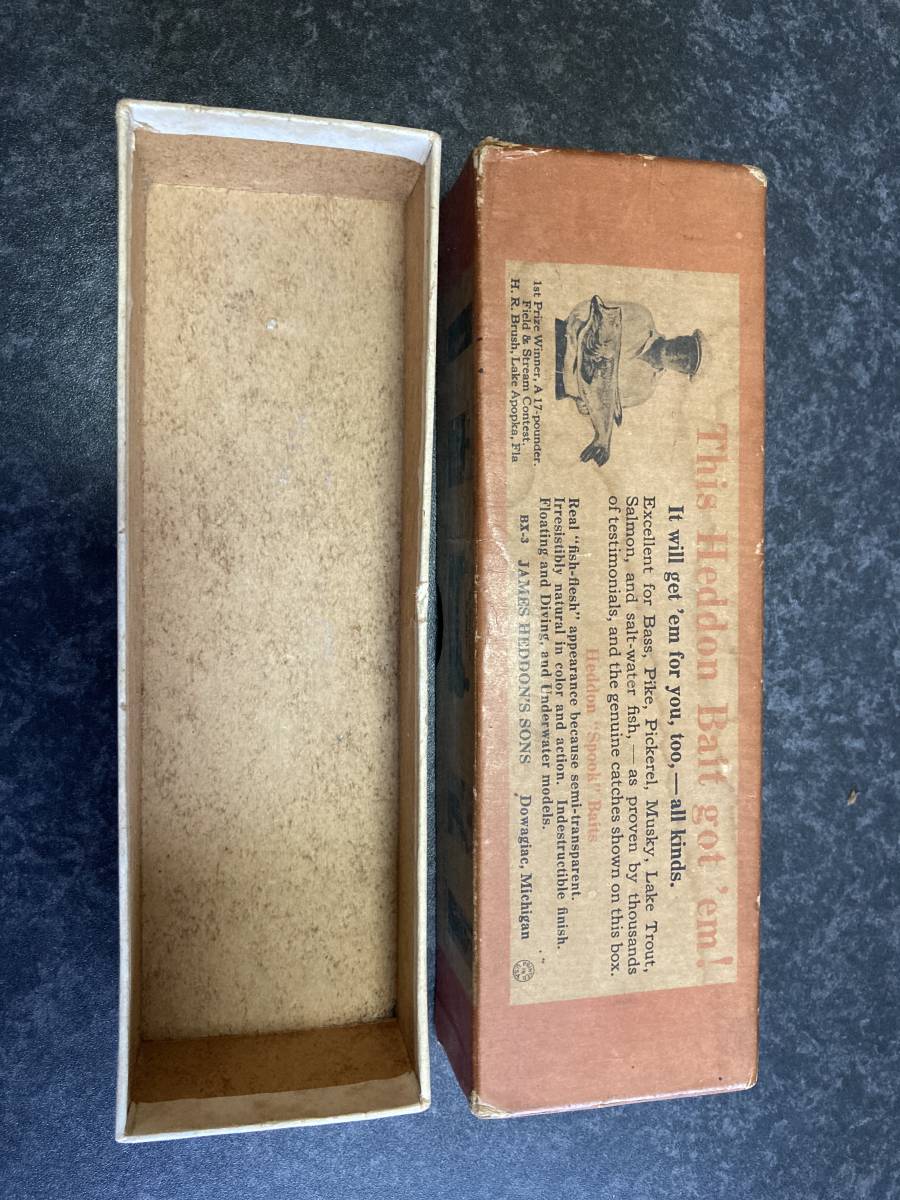 This Heddon Bait got 'em!
1st Prize Winner, A 17-pounder.
Field & Stream Contest,
H. R. Brush, Lake Apopka, Fla
It will get 'em for you, too,—all kinds.
Excellent for Bass, Pike, Pickerel, Musky, Lake Trout,
Salmon, and salt-water fish,—as proven by thousands
of testimonials, and the genuine catches shown on this box.
Heddon "Spook" Baits
Real "fish-flesh" appearance because semi-transparent.
Irresistibly natural in color and action. Indestructible finish.
Floating and Diving, and Underwater models.
BX-3 JAMES HEDDON'S SONS Dowagiac, Michigan